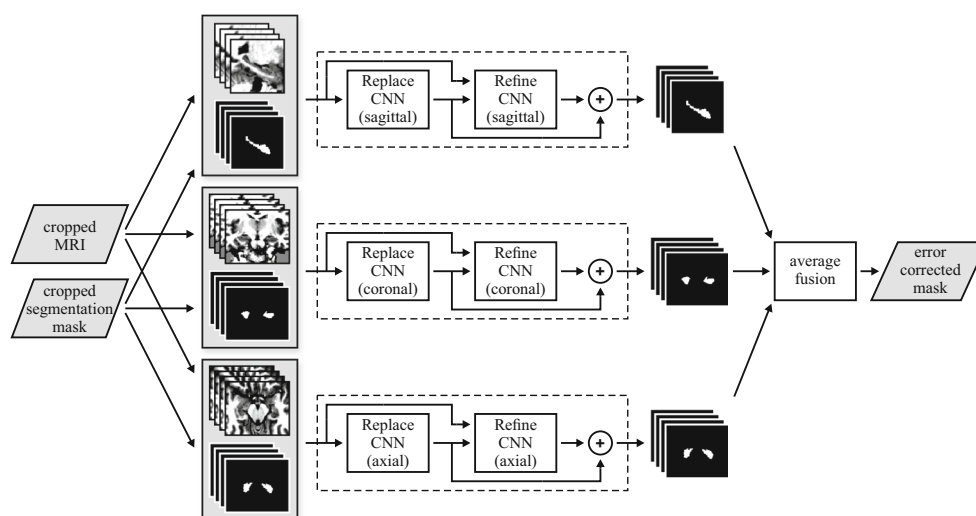 cropped
MRI
cropped
segmentation
mask
Replace
CNN
(sagittal)
Refine
CNN
(sagittal)
+
Replace
CNN
(coronal)
Refine
CNN
(coronal)
+
Replace
CNN
(axial)
Refine
CNN
(axial)
+
average
fusion
error
corrected
mask